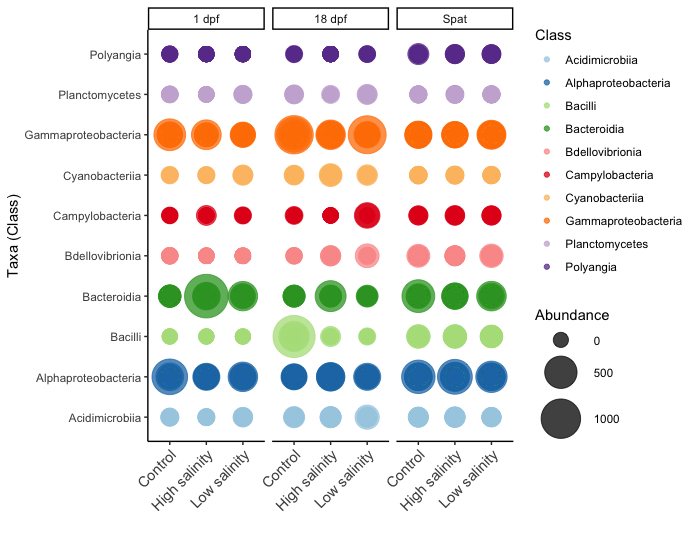 1 dpf
18 dpf
Spat
Taxa (Class)
Polyangia
Planctomycetes
Gammaproteobacteria
Cyanobacteriia
Campylobacteria
Bdellovibrionia
Bacteroidia
Bacilli
Alphaproteobacteria
Acidimicrobiia
Control
High salinity
Low salinity
Control
High salinity
Low salinity
Control
High salinity
Low salinity
Class
Acidimicrobiia
Alphaproteobacteria
Bacilli
Bacteroidia
Bdellovibrionia
Campylobacteria
Cyanobacteriia
Gammaproteobacteria
Planctomycetes
Polyangia
Abundance
0
500
1000